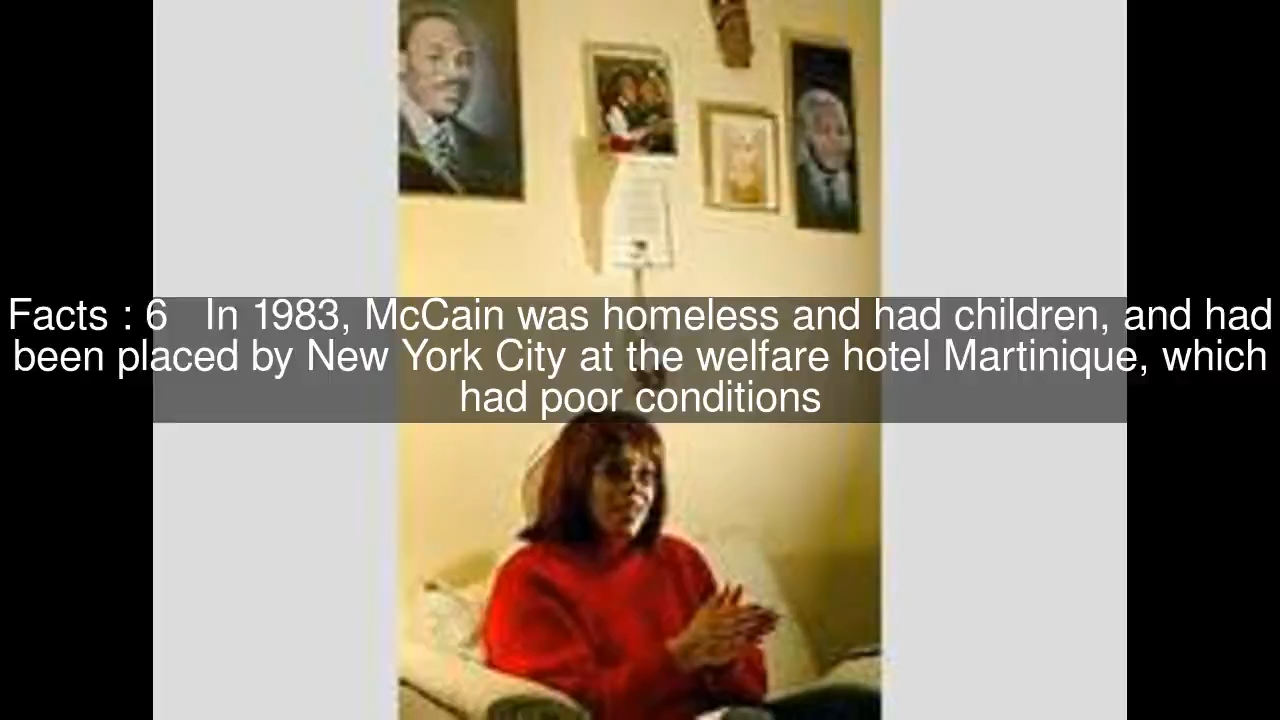 Facts : 6   In 1983, McCain was homeless and had children, and had
been placed by New York City at the welfare hotel Martinique, which
had poor conditions